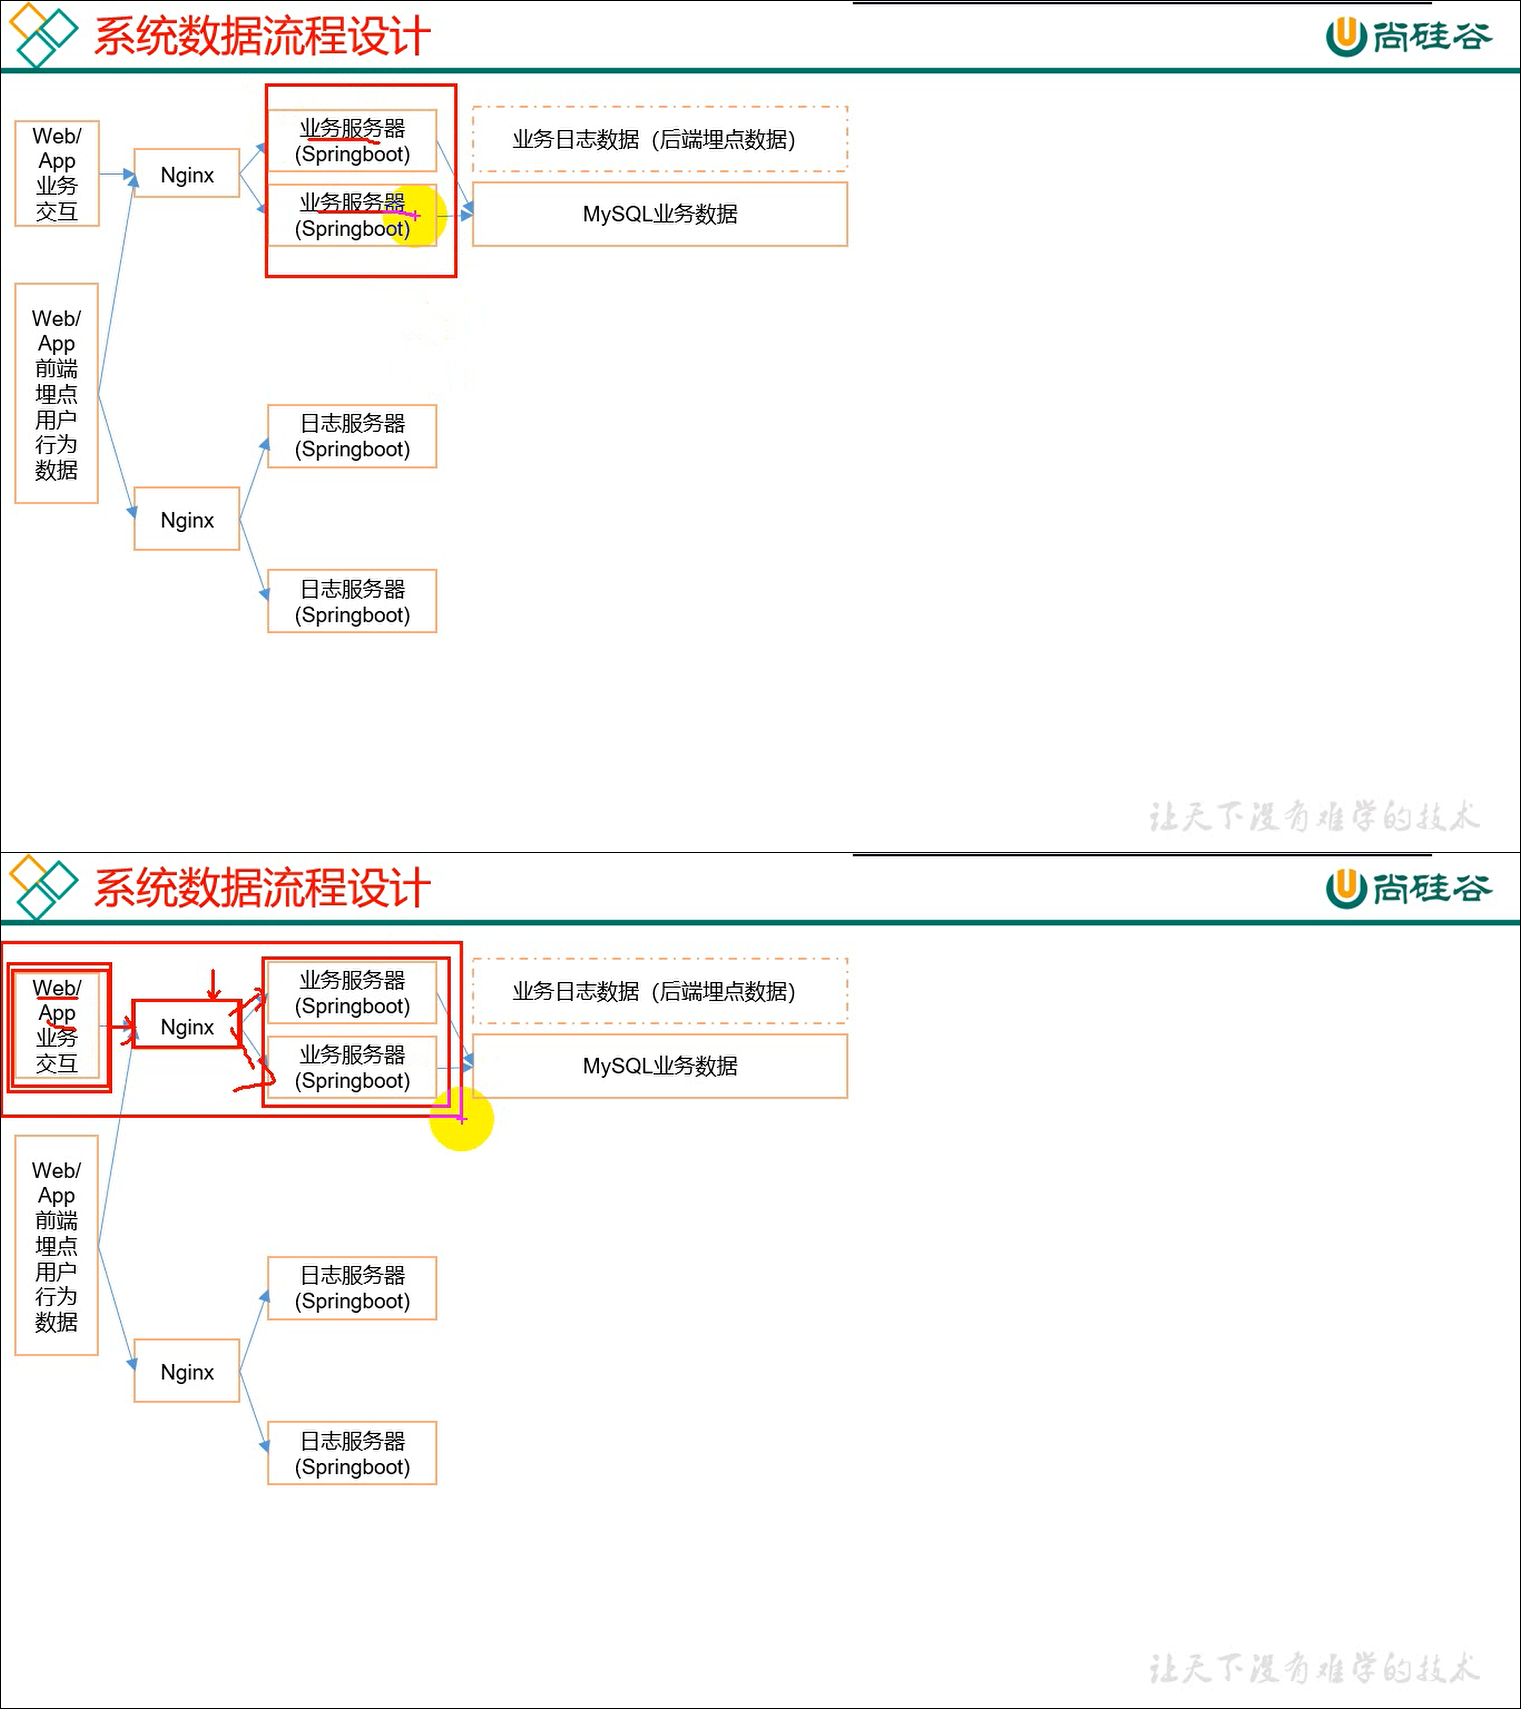 系统数据流程设计
尚硅谷
Web/
App
业务
交互
Nginx
业务服务器
(Springboot)
业务服务器
(Springboot)
业务日志数据（后端埋点数据）
MySQL业务数据
Web/
App
前端
埋点
用户
行为
数据
Nginx
日志服务器
(Springboot)
日志服务器
(Springboot)
让天下没有难学的技术
系统数据流程设计
尚硅谷
Web/
App
业务
交互
Nginx
业务服务器
(Springboot)
业务服务器
(Springboot)
业务日志数据（后端埋点数据）
MySQL业务数据
Web/
App
前端
埋点
用户
行为
数据
Nginx
日志服务器
(Springboot)
日志服务器
(Springboot)
让天下没有难学的技术